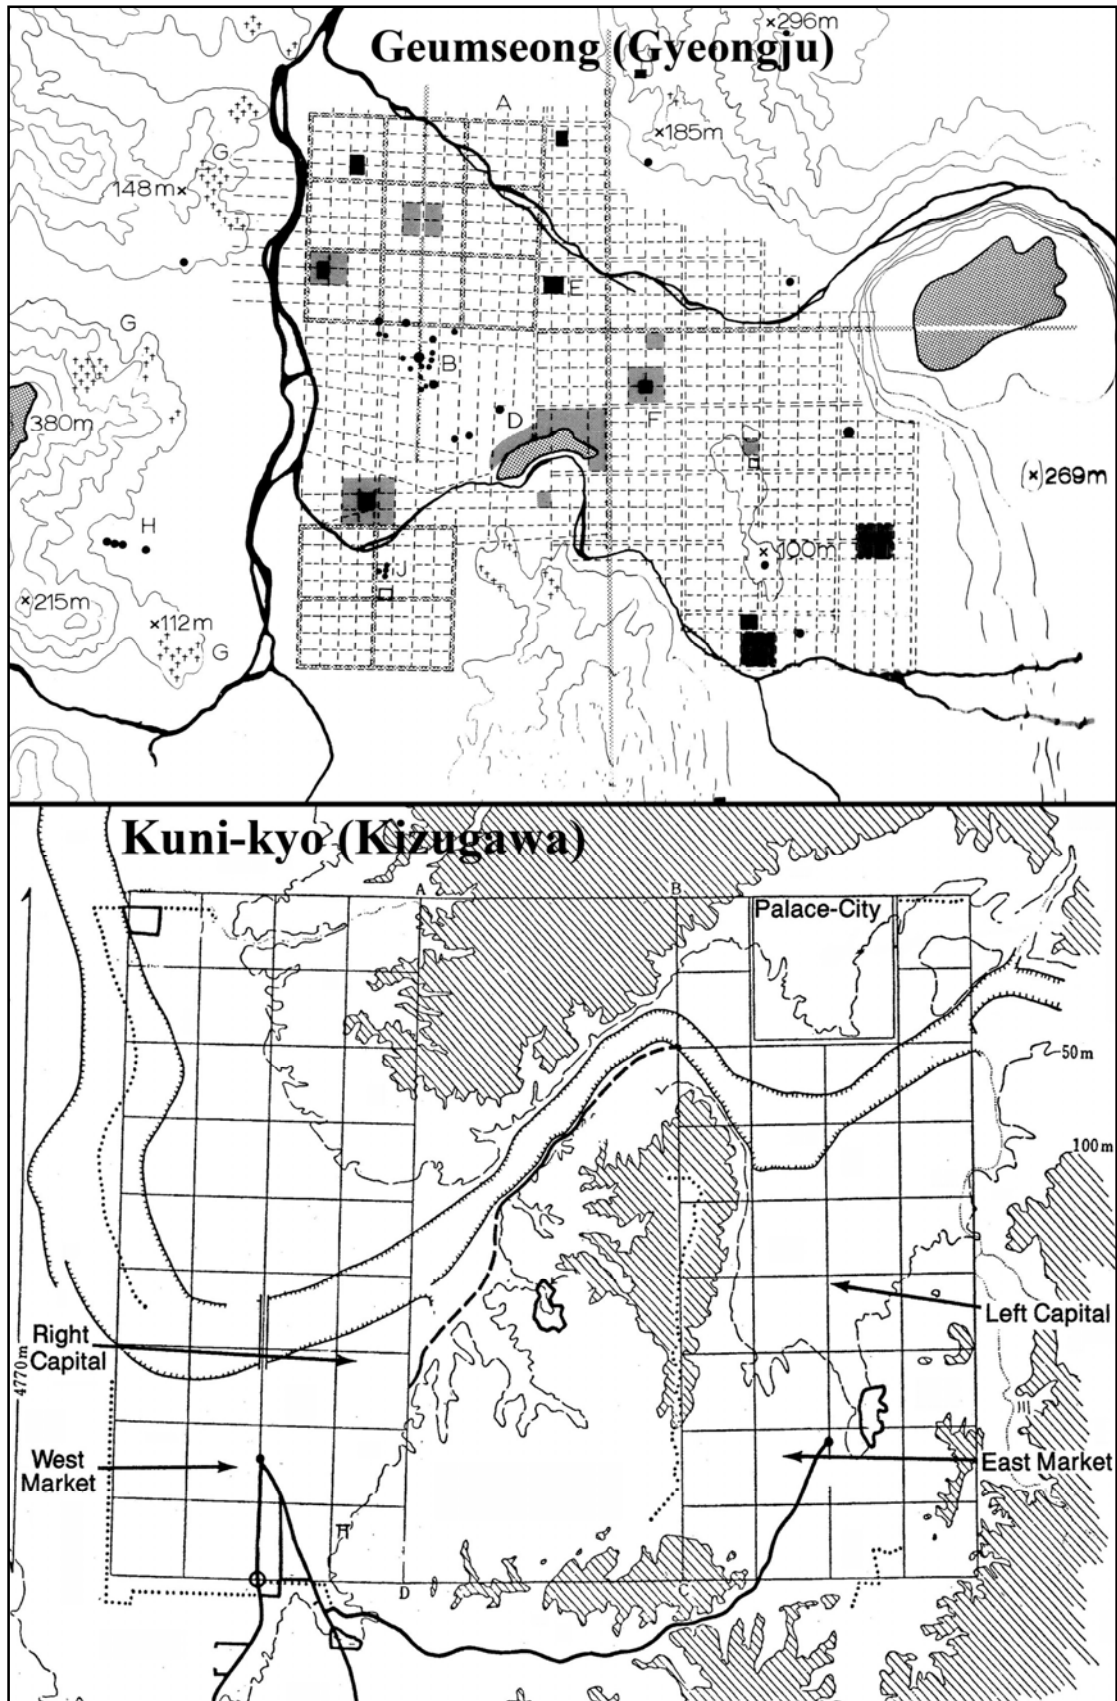 Geumseong (Gyeongju)
×296m
A
×185m
G
148m×
G
E
B
380m
D
F
×269m
H
×100m
J
×215m
×112m
G
Kuni-kyo (Kizugawa)
A
B
Palace-City
50m
100m
Left Capital
Right
Capital
4770m
East Market
West
Market
D
C